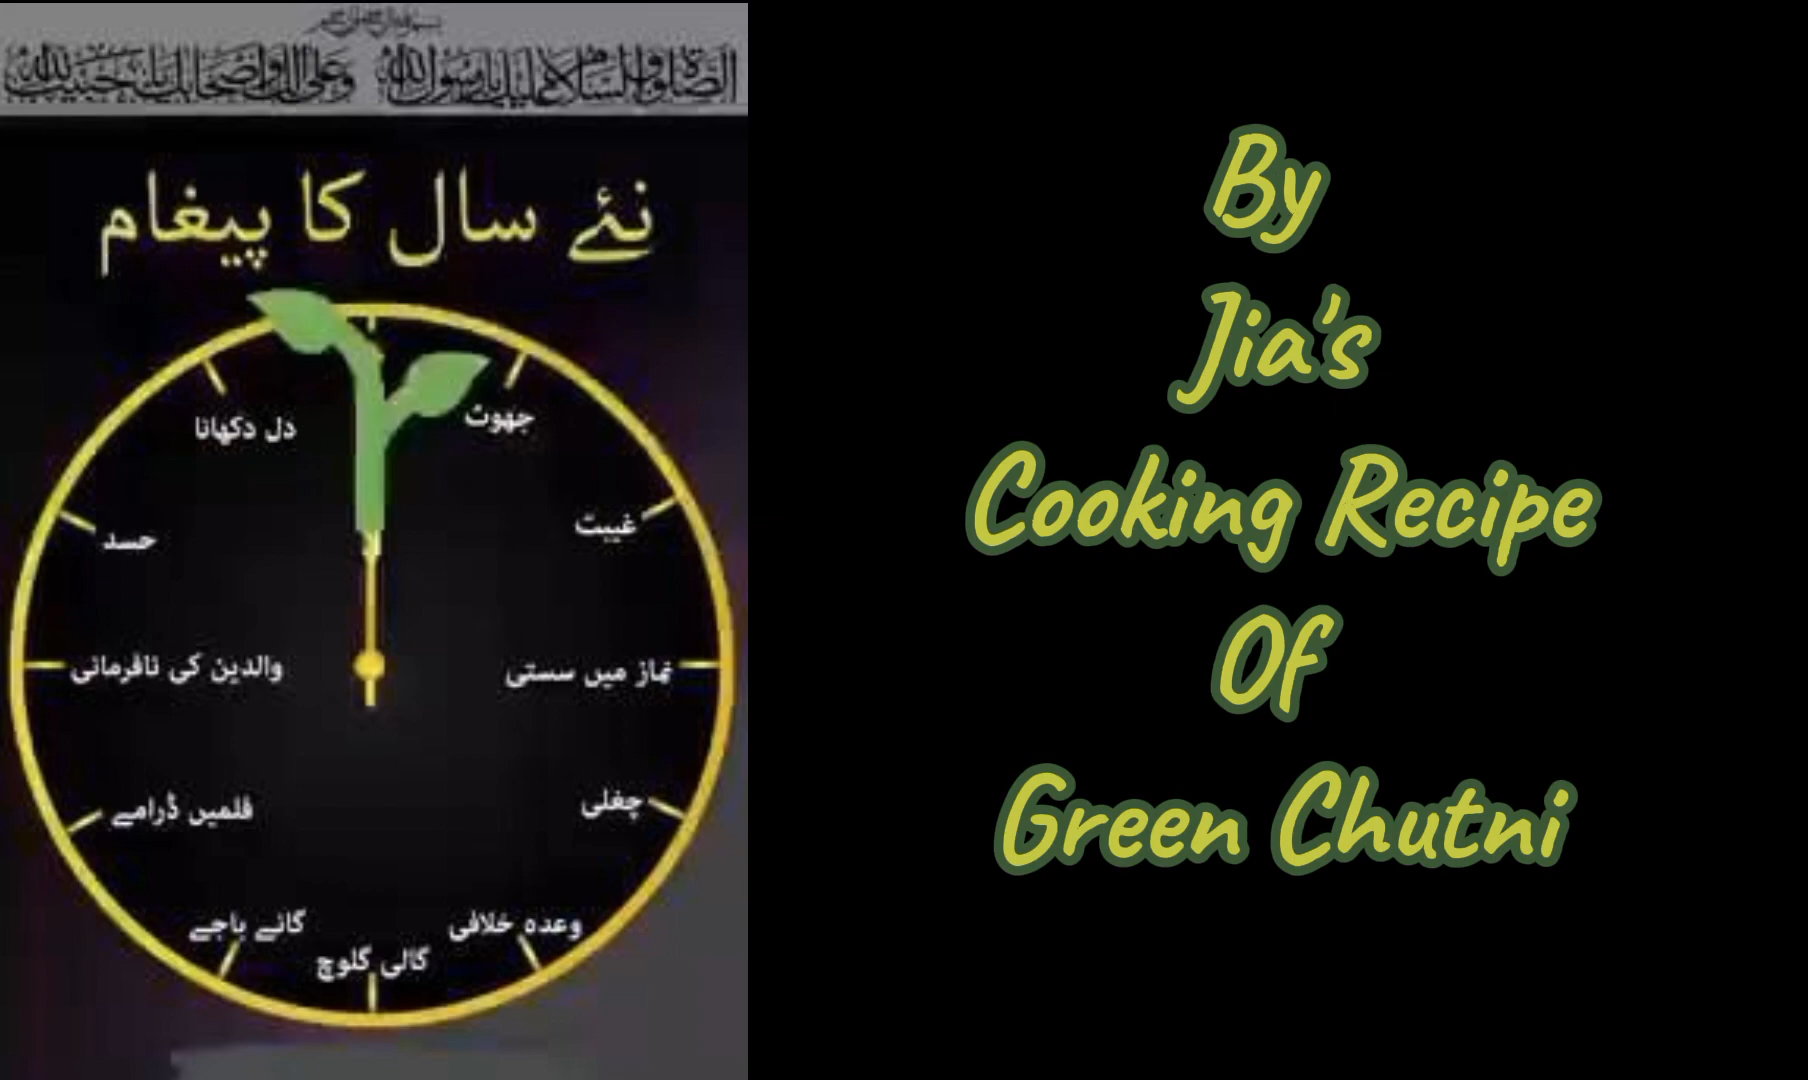 الصلوۃ والسلام علیک یا رسول اللہ وعلی آلک واصحابک یا حبیب اللہ
نئے سال کا پیغام
جھوٹ
غیبت
نماز میں سستی
چغلی
وعدہ خلافی
گالی گلوچ
گانے باجے
فلمیں ڈرامے
والدین کی نافرمانی
حسد
دل دکھانا
By
Jia's
Cooking Recipe
Of
Green Chutni